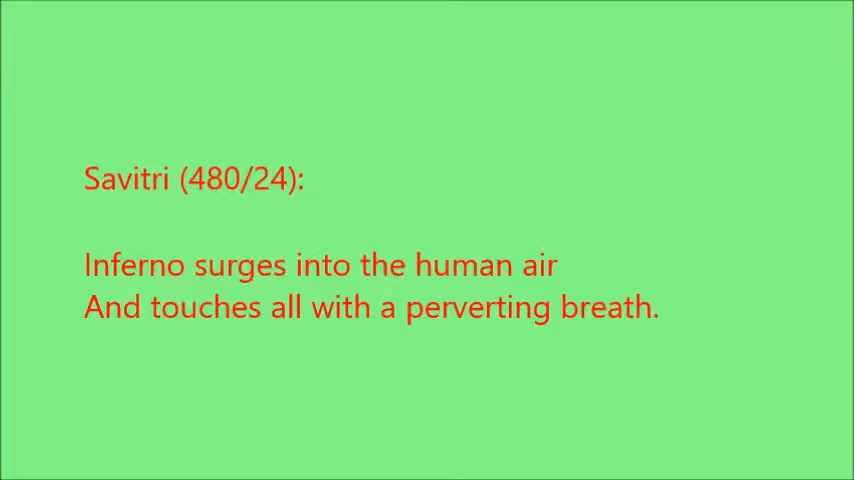 Savitri (480/24):
Inferno surges into the human air
And touches all with a perverting breath.